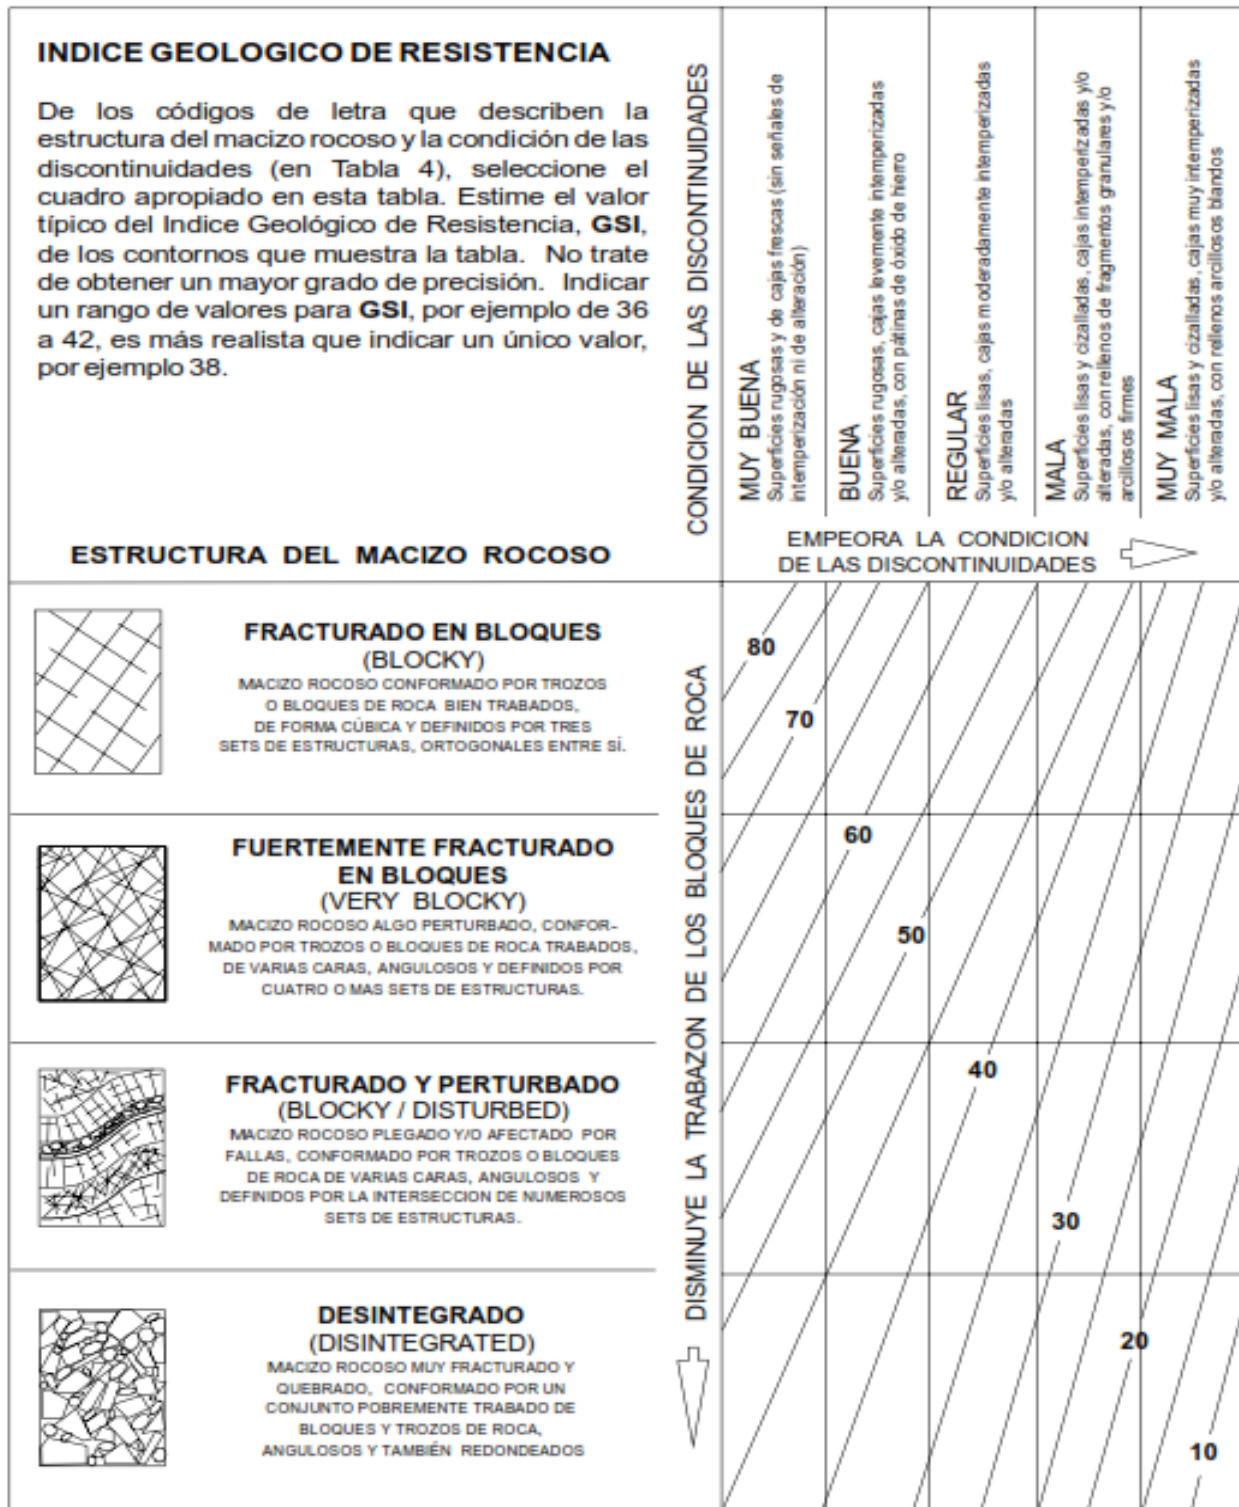 INDICE GEOLOGICO DE RESISTENCIA
De los códigos de letra que describen la
estructura del macizo rocoso y la condición de las
discontinuidades (en Tabla 4), seleccione el
cuadro apropiado en esta tabla. Estime el valor
típico del Indice Geológico de Resistencia, GSI,
de los contornos que muestra la tabla. No trate
de obtener un mayor grado de precisión. Indicar
un rango de valores para GSI, por ejemplo de 36
a 42, es más realista que indicar un único valor,
por ejemplo 38.
ESTRUCTURA DEL MACIZO ROCOSO
CONDICION DE LAS DISCONTINUIDADES
MUY BUENA
Superficies rugosas y de cajas frescas (sin señales de
intemperización ni de alteración)
BUENA
Superficies rugosas, cajas levemente intemperizadas
y/o alteradas, con pátinas de óxido de hierro
REGULAR
Superficies lisas, cajas moderadamente intemperizadas
y/o alteradas
MALA
Superficies lisas y cizalladas, cajas intemperizadas y/o
alteradas, con rellenos de fragmentos granulares y/o
arcillosos firmes
MUY MALA
Superficies lisas y cizalladas, cajas muy intemperizadas
y/o alteradas, con rellenos arcillosos blandos
EMPEORA LA CONDICION
DE LAS DISCONTINUIDADES
FRACTURADO EN BLOQUES
(BLOCKY)
MACIZO ROCOSO CONFORMADO POR TROZOS
O BLOQUES DE ROCA BIEN TRABADOS,
DE FORMA CÚBICA Y DEFINIDOS POR TRES
SETS DE ESTRUCTURAS, ORTOGONALES ENTRE SÍ.
FUERTEMENTE FRACTURADO
EN BLOQUES
(VERY BLOCKY)
MACIZO ROCOSO ALGO PERTURBADO, CONFOR-
MADO POR TROZOS O BLOQUES DE ROCA TRABADOS,
DE VARIAS CARAS, ANGULOSOS Y DEFINIDOS POR
CUATRO O MAS SETS DE ESTRUCTURAS.
FRACTURADO Y PERTURBADO
(BLOCKY / DISTURBED)
MACIZO ROCOSO PLEGADO Y/O AFECTADO POR
FALLAS, CONFORMADO POR TROZOS O BLOQUES
DE ROCA DE VARIAS CARAS, ANGULOSOS Y
DEFINIDOS POR LA INTERSECCION DE NUMEROSOS
SETS DE ESTRUCTURAS.
DESINTEGRADO
(DISINTEGRATED)
MACIZO ROCOSO MUY FRACTURADO Y
QUEBRADO, CONFORMADO POR UN
CONJUNTO POBREMENTE TRABADO DE
BLOQUES Y TROZOS DE ROCA,
ANGULOSOS Y TAMBIÉN REDONDEADOS
DISMINUYE LA TRABAZON DE LOS BLOQUES DE ROCA
80
70
60
50
40
30
20
10